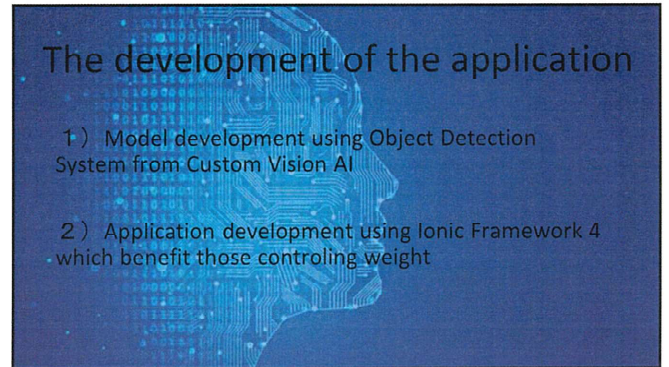 The development of the application
１） Model development using Object Detection
System from Custom Vision AI
２） Application development using Ionic Framework 4
which benefit those controling weight